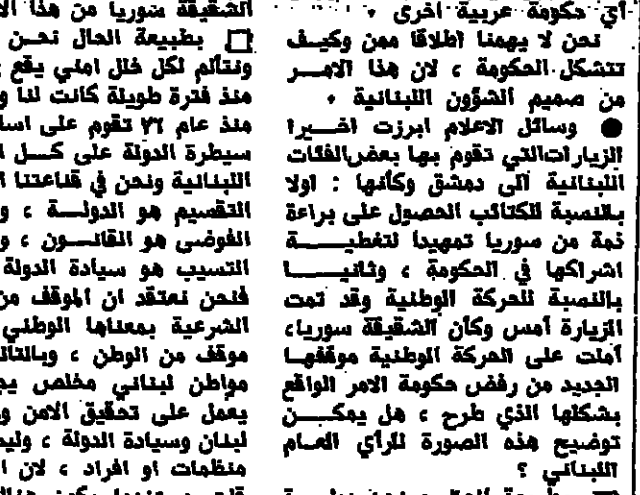 أي حكومة عربية اخرى .
نحن لا يهمنا اطلاقا ممن وكيف
تتشكل الحكومة ، لان هذا الامر
من صميم الشؤون اللبنانية .
● وسائل الاعلام ابرزت اخيرا
الزيارات التي تقوم بها بعض الفئات
اللبنانية الى دمشق وكأنها : اولا
بالنسبة للكتائب الحصول على براءة
ذمة من سوريا تمهيدا لتغطية
اشراكها في الحكومة ، وثانيا
بالنسبة للحركة الوطنية وقد تمت
الزيارة أمس وكأن الشقيقة سوريا،
أملت على الحركة الوطنية موقفها
الجديد من رفض حكومة الامر الواقع
بشكلها الذي طرح ، هل يمكن
توضيح هذه الصورة للرأي العام
اللبناني ؟
الشقيقة سوريا من هذا
□ بطبيعة الحال نحن
ونتألم لكل خلل امني يقع
منذ فترة طويلة كانت لنا
منذ عام ٧٦ تقوم على
سيطرة الدولة على كل
اللبنانية ونحن في قناعتنا
التقسيم هو الدولة ،
الفوضى هو القانون ،
التسيب هو سيادة الدولة
فنحن نعتقد ان الموقف
الشرعية بمعناها الوطني
موقف من الوطن ،
مواطن لبناني مخلص
يعمل على تحقيق الامن
لبنان وسيادة الدولة ،
منظمات او افراد ، لان